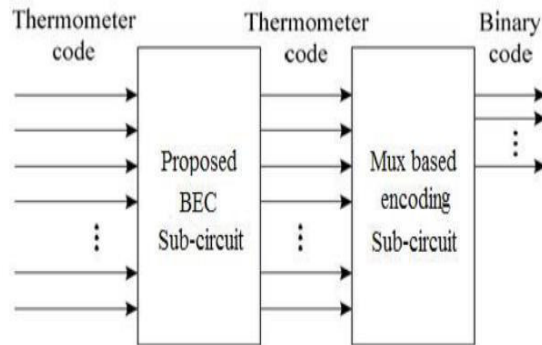 Thermometer
code
Thermometer
code
Binary
code
Proposed
BEC
Sub-circuit
Mux based
encoding
Sub-circuit